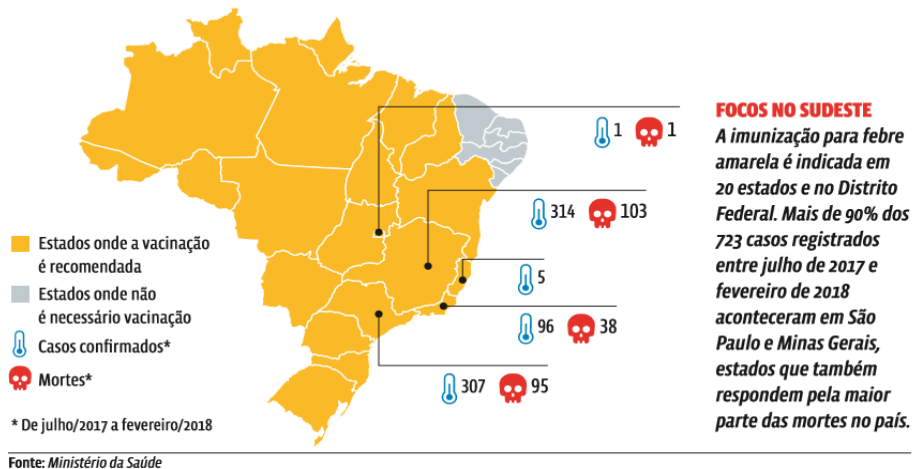 1 1
314 103
5
96 38
307 95
Estados onde a vacinação
é recomendada
Estados onde não
é necessário vacinação
Casos confirmados*
Mortes*
* De julho/2017 a fevereiro/2018
FOCOS NO SUDESTE
A imunização para febre
amarela é indicada em
20 estados e no Distrito
Federal. Mais de 90% dos
723 casos registrados
entre julho de 2017 e
fevereiro de 2018
aconteceram em São
Paulo e Minas Gerais,
estados que também
respondem pela maior
parte das mortes no país.
Fonte: Ministério da Saúde